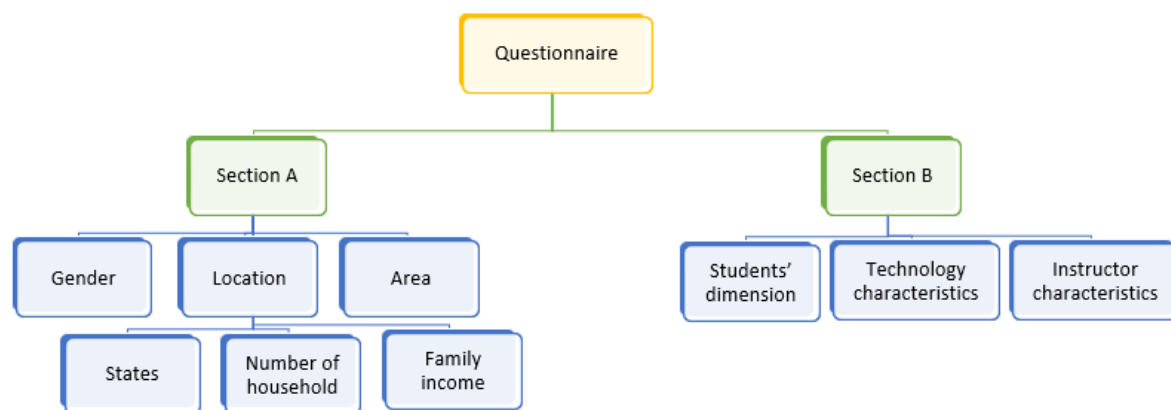 Questionnaire
Section A
Section B
Gender
Location
Area
Students’
dimension
Technology
characteristics
Instructor
characteristics
States
Number of
household
Family
income